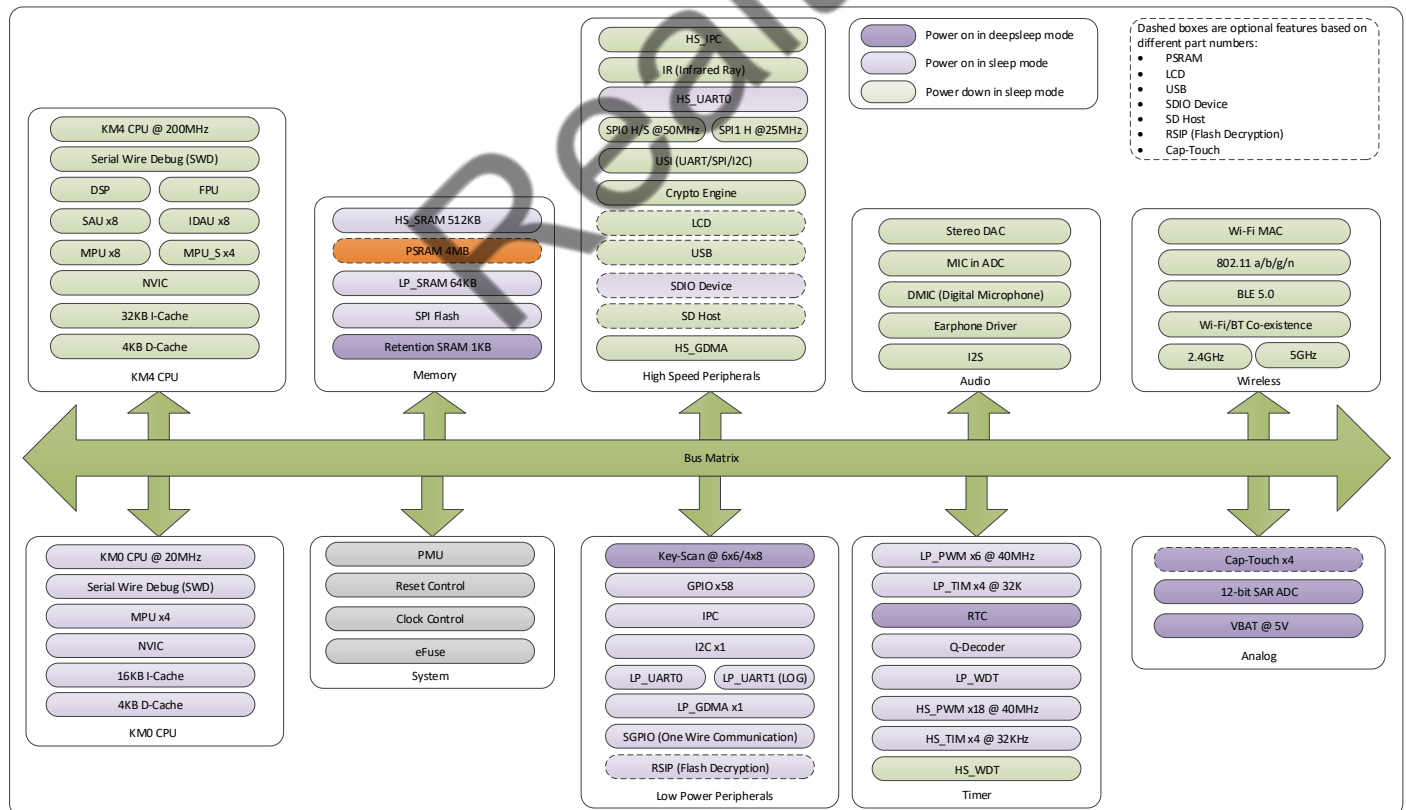 HS_IPC
IR (Infrared Ray)
HS_UART0
SPI0 H/S @50MHz
SPI1 H @25MHz
USI (UART/SPI/I2C)
Crypto Engine
LCD
USB
SDIO Device
SD Host
HS_GDMA
High Speed Peripherals
Power on in deepsleep mode
Power on in sleep mode
Power down in sleep mode
Dashed boxes are optional features based on
different part numbers:
• PSRAM
• LCD
• USB
• SDIO Device
• SD Host
• RSIP (Flash Decryption)
• Cap-Touch
KM4 CPU @ 200MHz
Serial Wire Debug (SWD)
DSP
FPU
SAU x8
IDAU x8
MPU x8
MPU_S x4
NVIC
32KB I-Cache
4KB D-Cache
KM4 CPU
HS_SRAM 512KB
PSRAM 4MB
LP_SRAM 64KB
SPI Flash
Retention SRAM 1KB
Memory
Stereo DAC
MIC in ADC
DMIC (Digital Microphone)
Earphone Driver
I2S
Audio
Wi-Fi MAC
802.11 a/b/g/n
BLE 5.0
Wi-Fi/BT Co-existence
2.4GHz
5GHz
Wireless
Bus Matrix
KM0 CPU @ 20MHz
Serial Wire Debug (SWD)
MPU x4
NVIC
16KB I-Cache
4KB D-Cache
KM0 CPU
PMU
Reset Control
Clock Control
eFuse
System
Key-Scan @ 6x6/4x8
GPIO x58
IPC
I2C x1
LP_UART0
LP_UART1 (LOG)
LP_GDMA x1
SGPIO (One Wire Communication)
RSIP (Flash Decryption)
Low Power Peripherals
LP_PWM x6 @ 40MHz
LP_TIM x4 @ 32K
RTC
Q-Decoder
LP_WDT
HS_PWM x18 @ 40MHz
HS_TIM x4 @ 32KHz
HS_WDT
Timer
Cap-Touch x4
12-bit SAR ADC
VBAT @ 5V
Analog